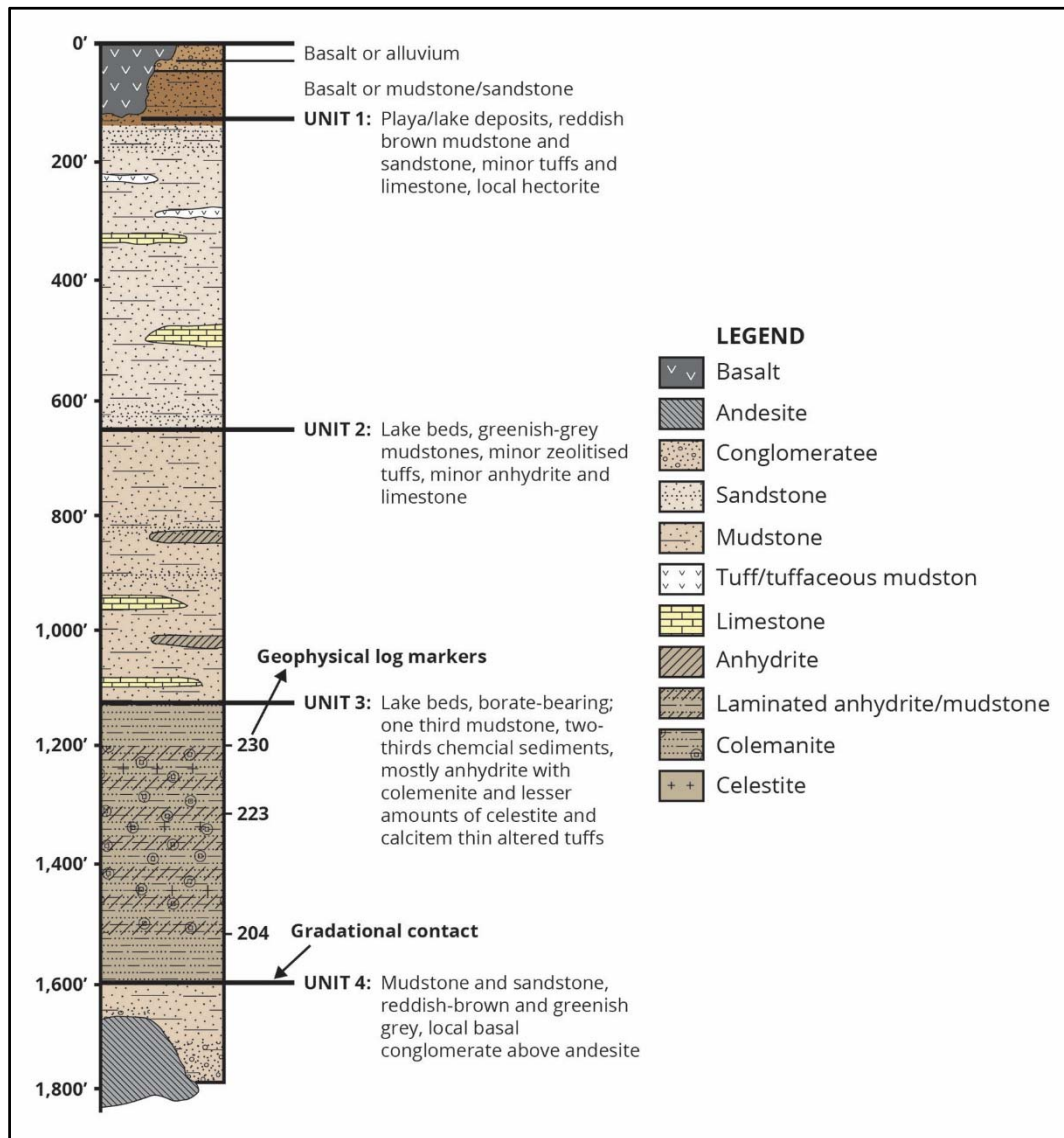 0’
Basalt or alluvium
Basalt or mudstone/sandstone
UNIT 1: Playa/lake deposits, reddish
brown mudstone and
sandstone, minor tuffs and
limestone, local hectorite
200’
400’
600’
UNIT 2: Lake beds, greenish-grey
mudstones, minor zeolitised
tuffs, minor anhydrite and
limestone
800’
1,000’
Geophysical log markers
UNIT 3: Lake beds, borate-bearing;
one third mudstone, two-
thirds chemcial sediments,
mostly anhydrite with
colemenite and lesser
amounts of celestite and
calcitem thin altered tuffs
1,200’
230
223
1,400’
204
Gradational contact
1,600’
UNIT 4: Mudstone and sandstone,
reddish-brown and greenish
grey, local basal
conglomerate above andesite
1,800’
LEGEND
Basalt
Andesite
Conglomeratee
Sandstone
Mudstone
Tuff/tuffaceous mudston
Limestone
Anhydrite
Laminated anhydrite/mudstone
Colemanite
Celestite